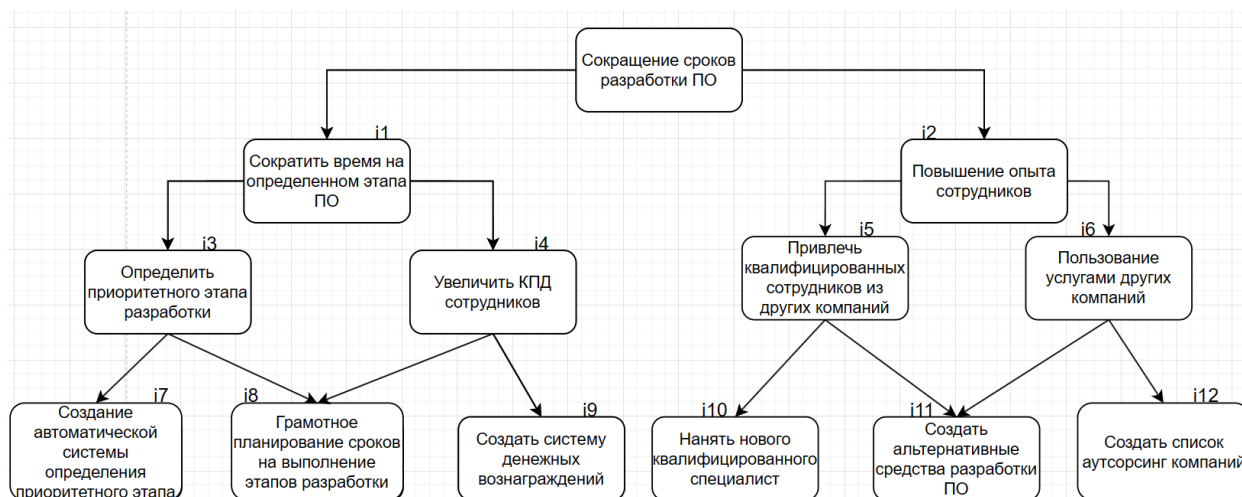 Сокращение сроков
разработки ПО
i1
Сократить время на
определенном этапа
ПО
i2
Повышение опыта
сотрудников
i3
Определить
приоритетного этапа
разработки
i4
Увеличить КПД
сотрудников
i5
Привлечь
квалифицированных
сотрудников из
других компаний
i6
Пользование
услугами других
компаний
i7
Создание
автоматической
системы
определения
приоритетного этапа
i8
Грамотное
планирование сроков
на выполнение
этапов разработки
i9
Создать систему
денежных
вознаграждений
i10
Нанять нового
квалифицированного
специалист
i11
Создать
альтернативные
средства разработки
ПО
i12
Создать список
аутсорсинг компаний